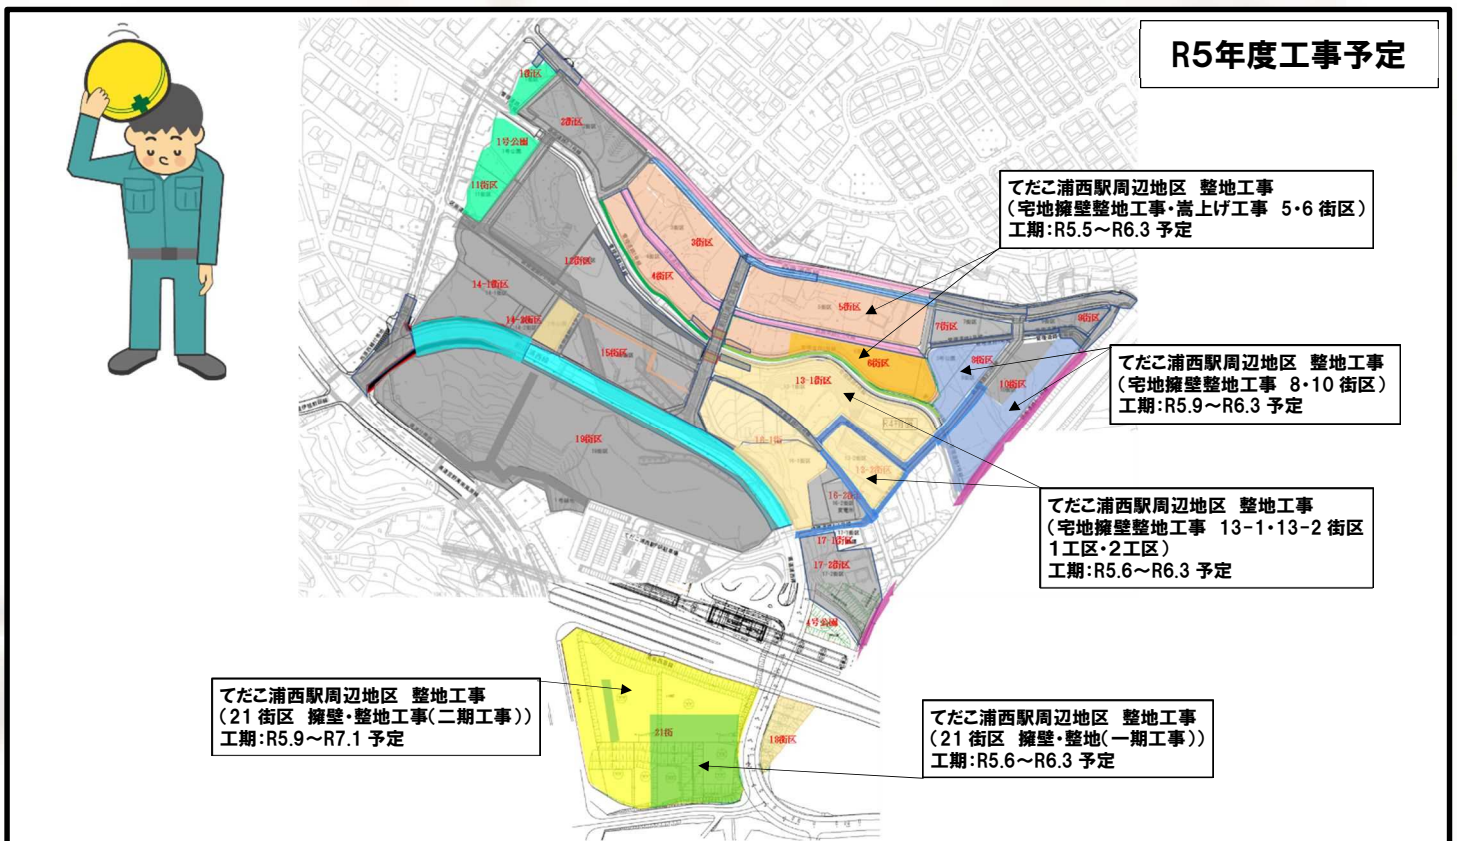 R5年度工事予定
1街区
2街区
1号公園
11街区
3街区
4街区
12街区
14-1街区
14-2街区
15街区
5街区
6街区
7街区
9街区
8街区
10街区
13-1街区
13-2街区
19街区
16-1街
16-2街区
17-1街区
17-2街区
4号公園
21街
18街区
てだこ浦西駅周辺地区 整地工事
(宅地擁壁整地工事・嵩上げ工事 5・6 街区)
工期:R5.5~R6.3 予定
てだこ浦西駅周辺地区 整地工事
(宅地擁壁整地工事 8・10 街区)
工期:R5.9~R6.3 予定
てだこ浦西駅周辺地区 整地工事
(宅地擁壁整地工事 13-1・13-2 街区
1工区・2工区)
工期:R5.6~R6.3 予定
てだこ浦西駅周辺地区 整地工事
(21 街区 擁壁・整地工事(二期工事))
工期:R5.9~R7.1 予定
てだこ浦西駅周辺地区 整地工事
(21 街区 擁壁・整地(一期工事))
工期:R5.6~R6.3 予定